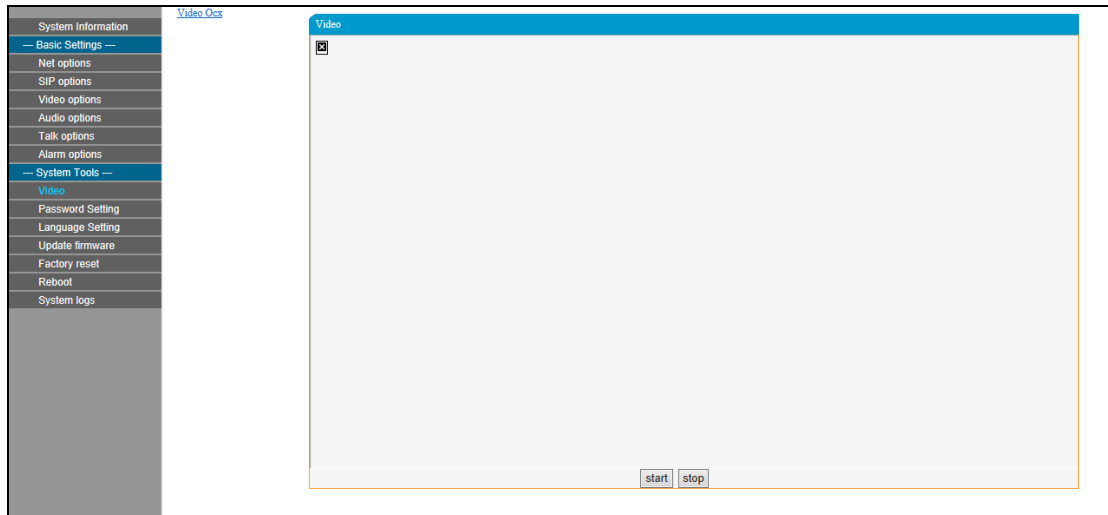 System Information
--- Basic Settings ---
Net options
SIP options
Video options
Audio options
Talk options
Alarm options
--- System Tools ---
Video
Password Setting
Language Setting
Update firmware
Factory reset
Reboot
System logs
Video Ocx
Video
start stop